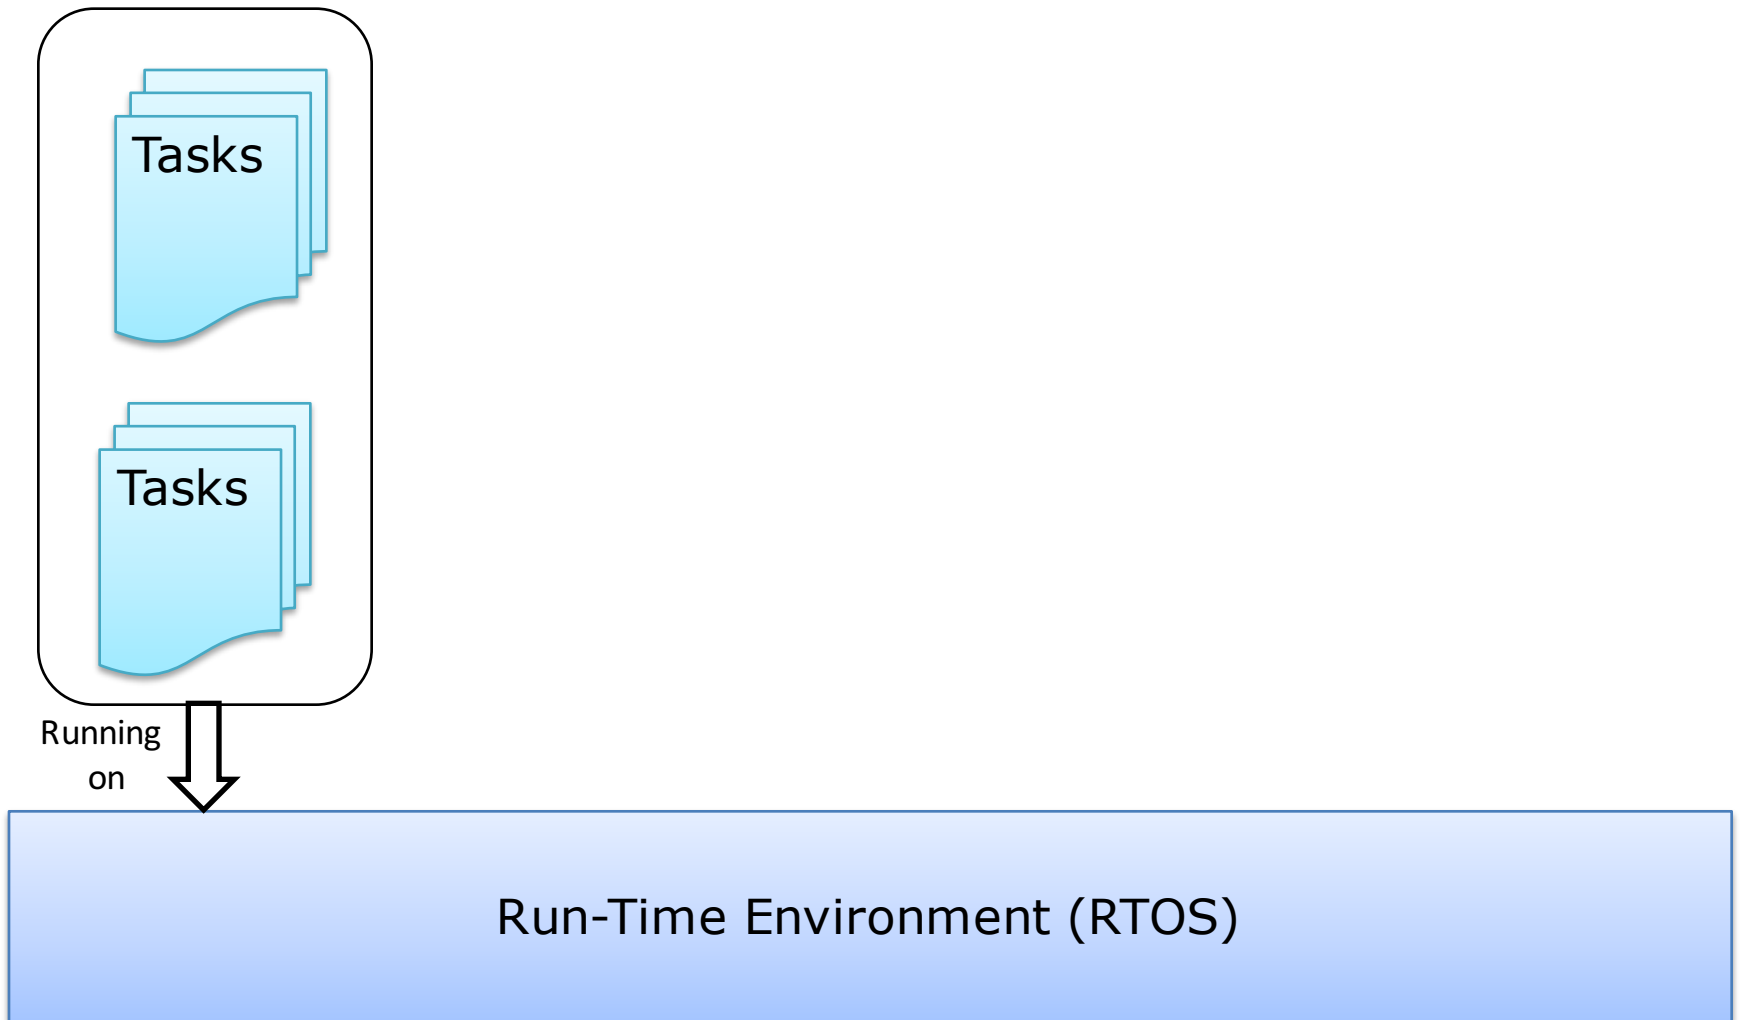 Tasks
Tasks
Running
on
Run-Time Environment (RTOS)